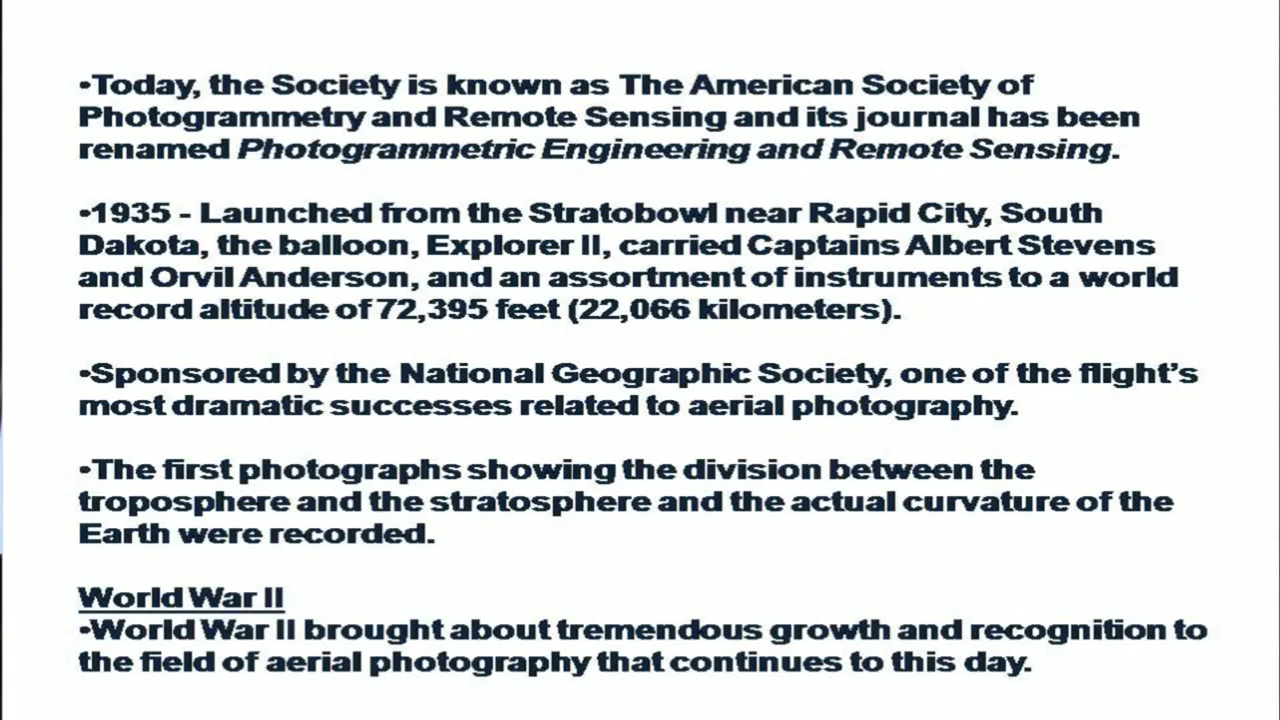 •Today, the Society is known as The American Society of
Photogrammetry and Remote Sensing and its journal has been
renamed Photogrammetric Engineering and Remote Sensing.
•1935 - Launched from the Stratobowl near Rapid City, South
Dakota, the balloon, Explorer II, carried Captains Albert Stevens
and Orvil Anderson, and an assortment of instruments to a world
record altitude of 72,395 feet (22,066 kilometers).
•Sponsored by the National Geographic Society, one of the flight’s
most dramatic successes related to aerial photography.
•The first photographs showing the division between the
troposphere and the stratosphere and the actual curvature of the
Earth were recorded.
World War II
•World War II brought about tremendous growth and recognition to
the field of aerial photography that continues to this day.